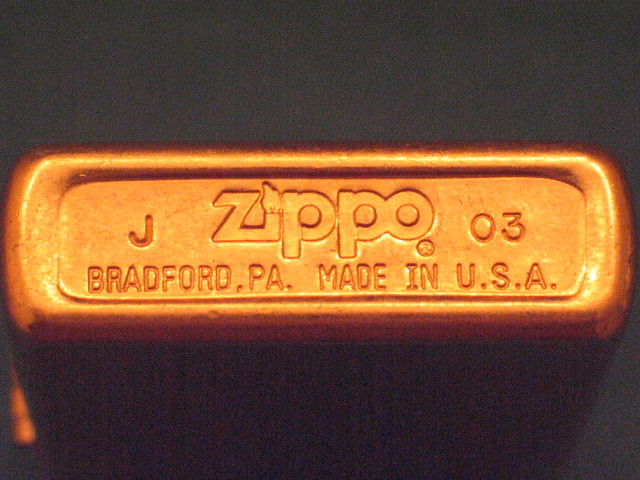 J Zippo® 03
BRADFORD, PA. MADE IN U.S.A.